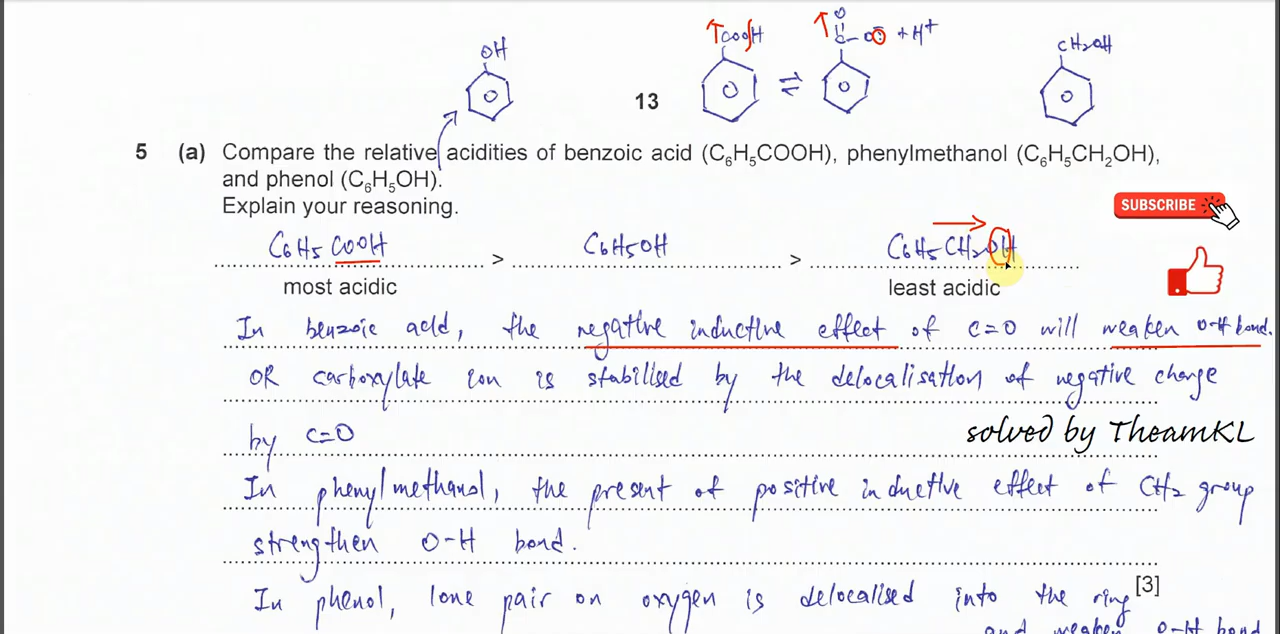 OH
COOH ⇌ O C-O⁻ + H+
CH2OH
13
5 (a) Compare the relative acidities of benzoic acid (C₆H₅COOH), phenylmethanol (C₆H₅CH₂OH),
and phenol (C₆H₅OH).
Explain your reasoning.
SUBSCRIBE
C6H5 COOH > C6H5OH > C6H5 CH2OH
most acidic least acidic
In benzoic acid, the negative inductive effect of C=O will weaken O-H bond.
OR carboxylate ion is stabilised by the delocalisation of negative charge
by C=O
solved by TheamKL
In phenylmethanol, the present of positive inductive effect of CH2 group
strengthen O-H bond.
In phenol, lone pair on oxygen is delocalised into the ring
[3]
and weaken O-H bond